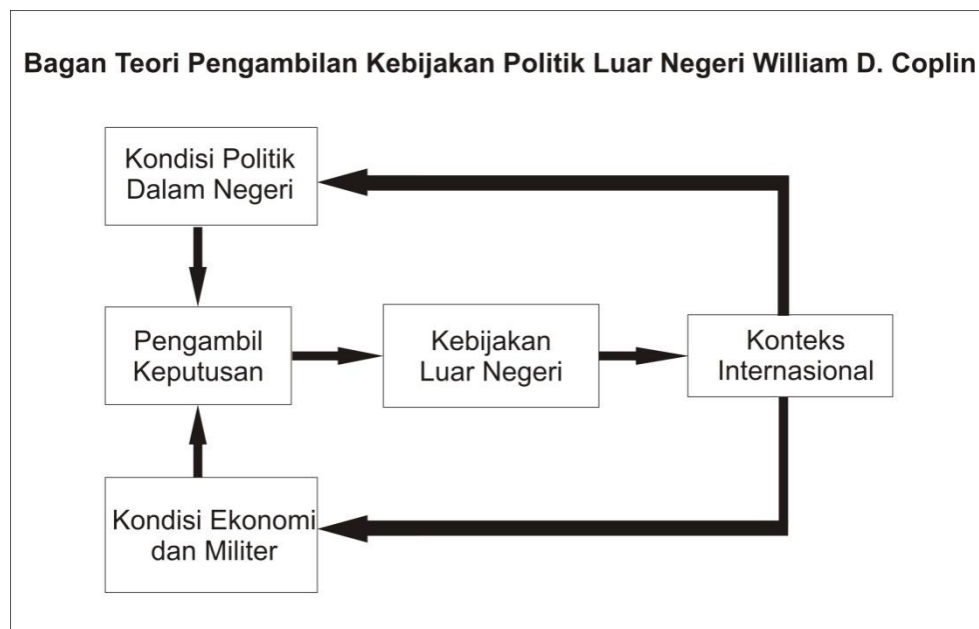 Bagan Teori Pengambilan Kebijakan Politik Luar Negeri William D. Coplin
Kondisi Politik
Dalam Negeri
Pengambil
Keputusan
Kebijakan
Luar Negeri
Konteks
Internasional
Kondisi Ekonomi
dan Militer